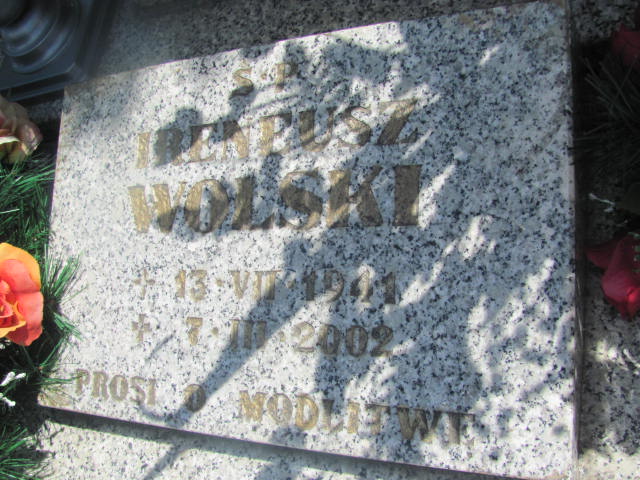 Ś·P
IRENEUSZ
WOLSKI
+ 13·VII·1941
+ 7·III·2002
PROSI O MODLITWĘ